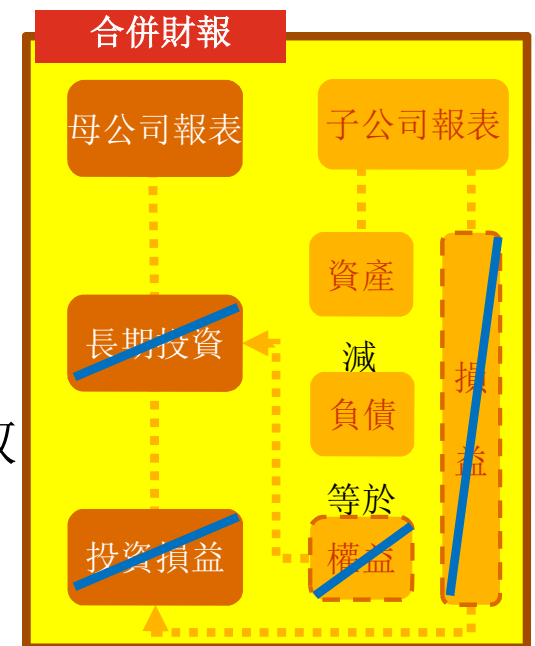 合併財報
母公司報表
子公司報表
資產
長期投資
減
負債
損
益
等於
投資損益
權益